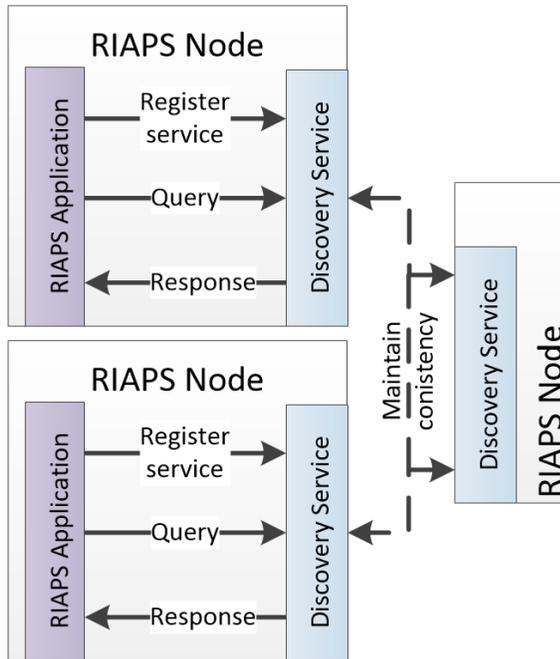 RIAPS Node
RIAPS Application
Register
service
Query
Response
Discovery Service
RIAPS Node
RIAPS Application
Register
service
Query
Response
Discovery Service
Maintain
conistency
Discovery Service
RIAPS Node